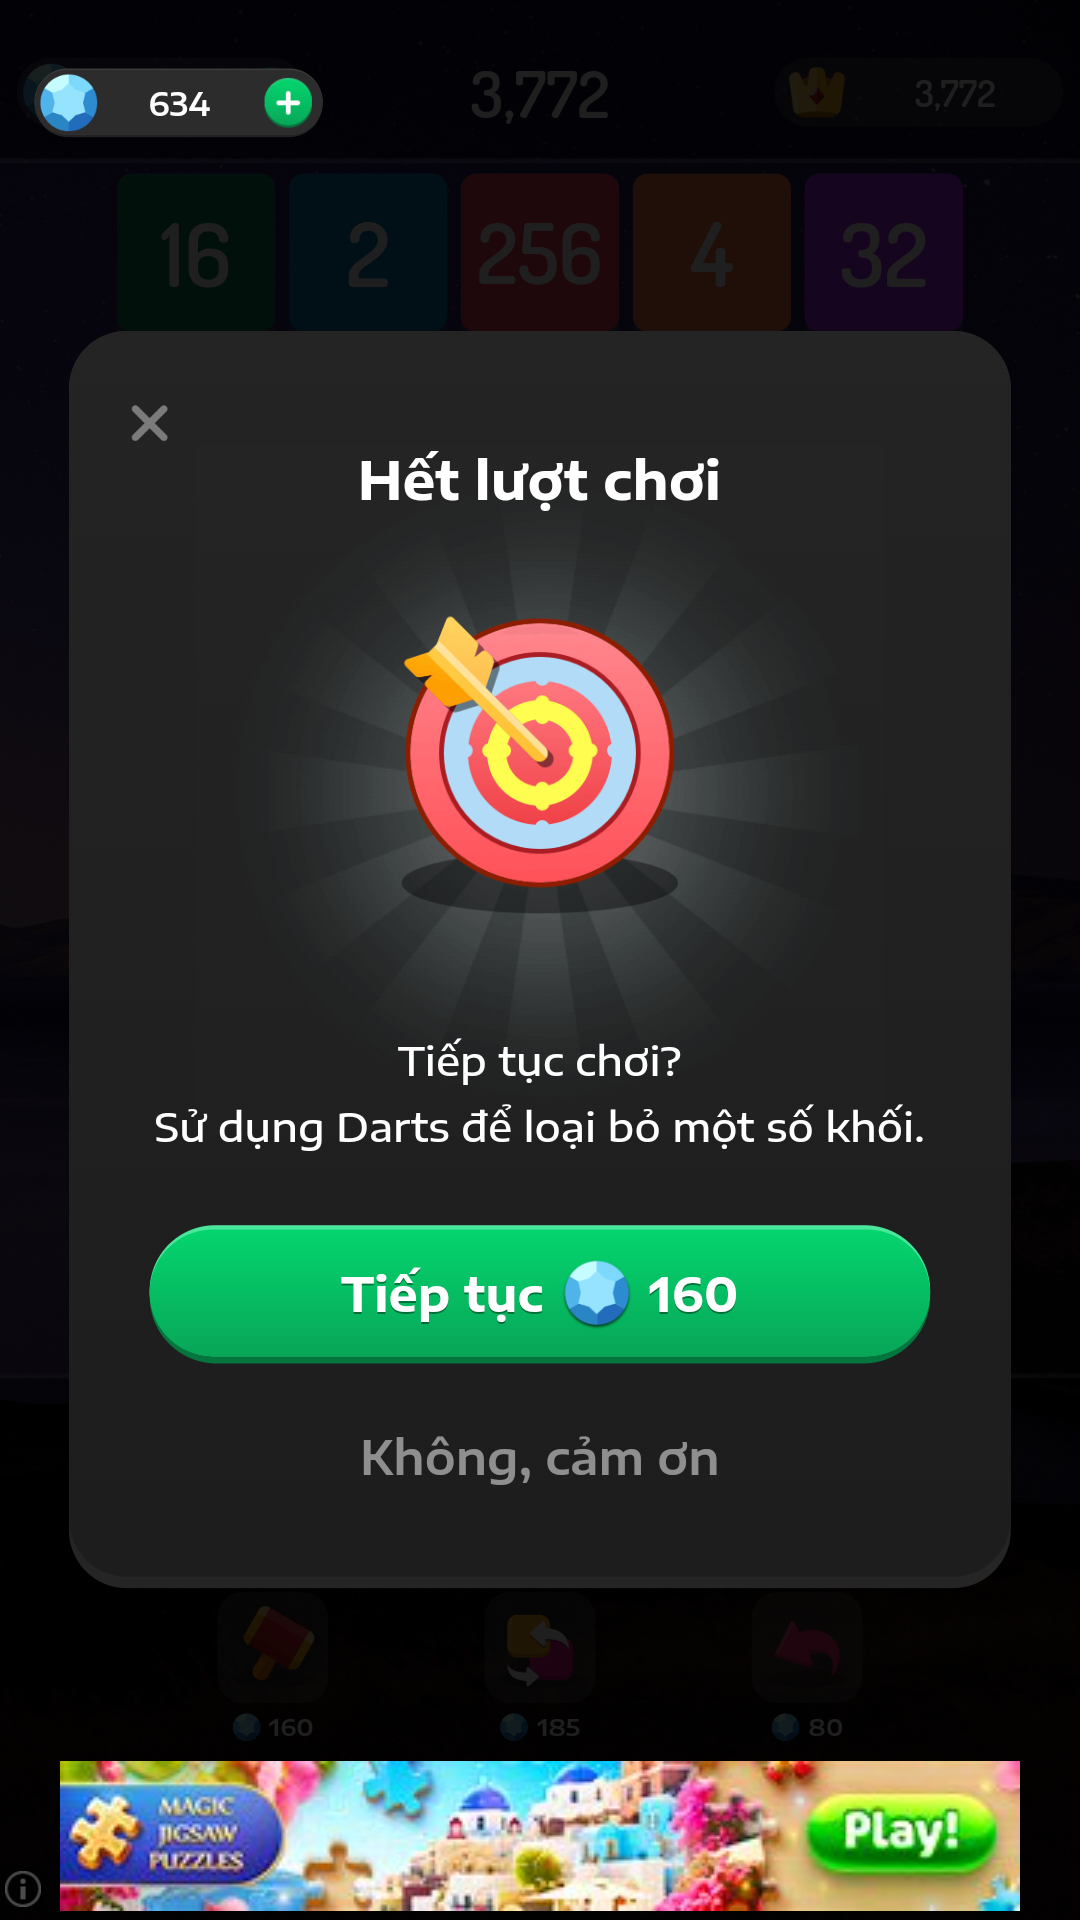 634
3,772
3,772
16 2 256 4 32
Hết lượt chơi
Tiếp tục chơi?
Sử dụng Darts để loại bỏ một số khối.
Tiếp tục 160
Không, cảm ơn
160 185 80
MAGIC
JIGSAW
PUZZLES
Play!